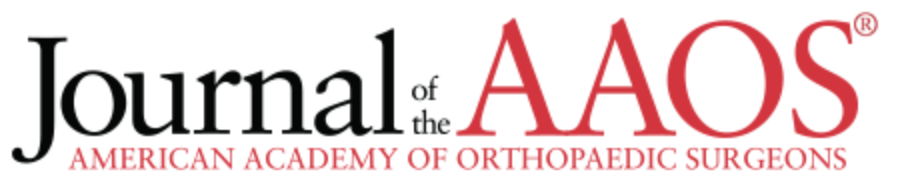 Journal of the AAOS®
AMERICAN ACADEMY OF ORTHOPAEDIC SURGEONS